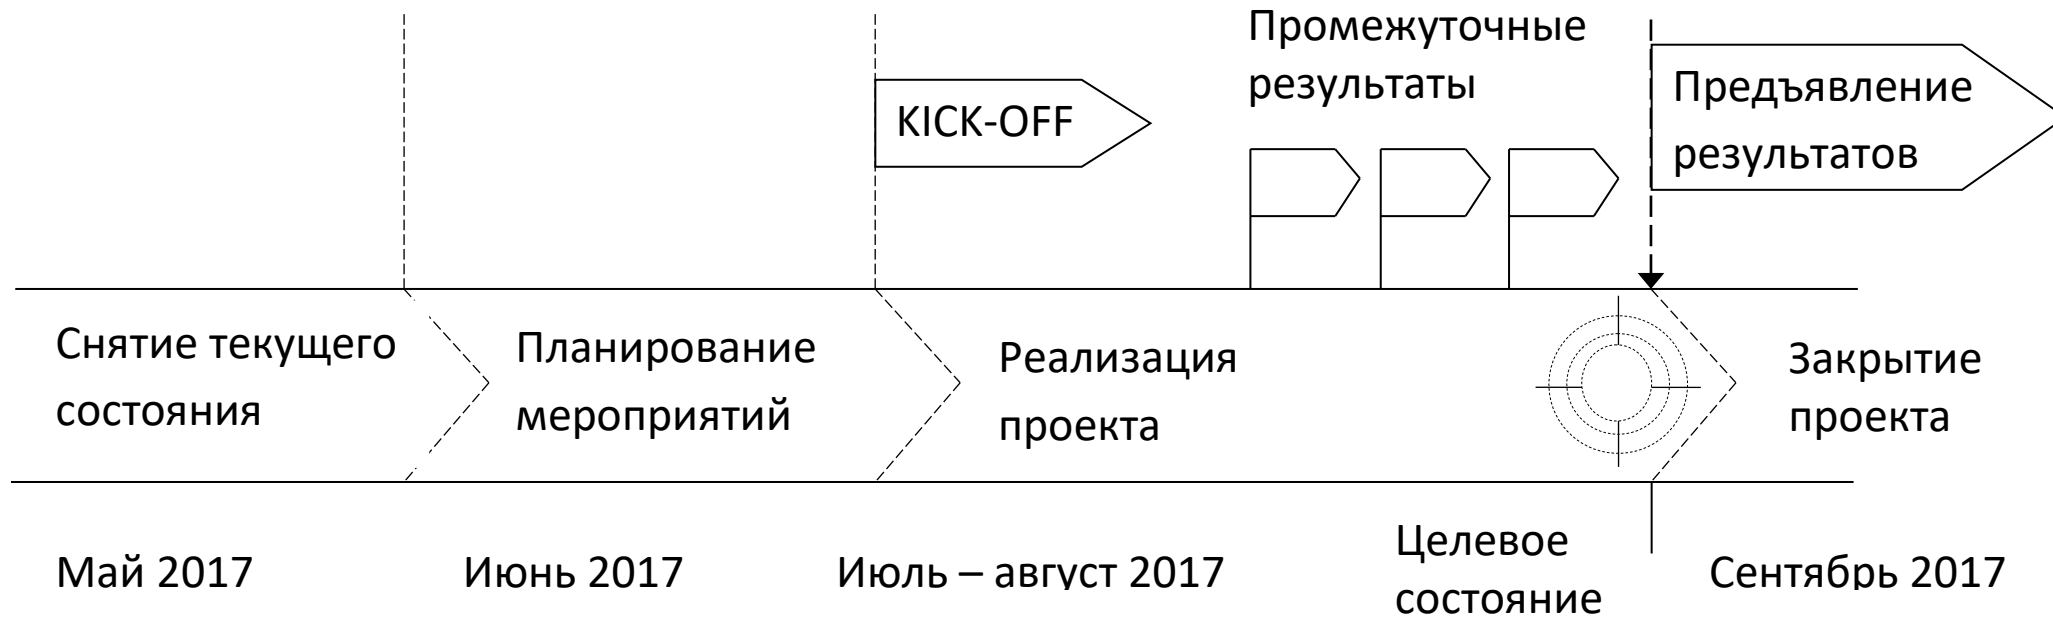 Промежуточные
результаты
KICK-OFF
Предъявление
результатов
Снятие текущего
состояния
Планирование
мероприятий
Реализация
проекта
Закрытие
проекта
Май 2017
Июнь 2017
Июль – август 2017
Целевое
состояние
Сентябрь 2017